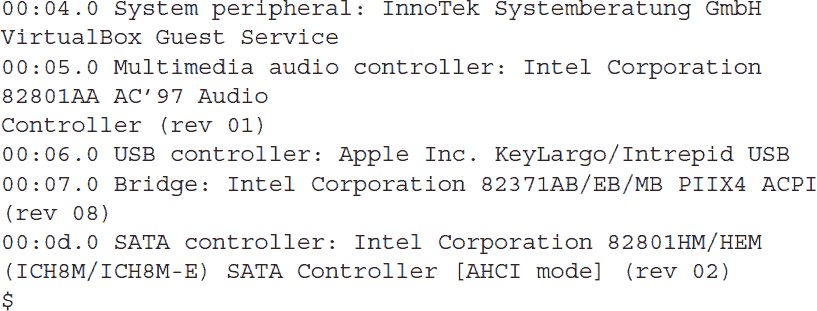 00:04.0 System peripheral: InnoTek Systemberatung GmbH
VirtualBox Guest Service
00:05.0 Multimedia audio controller: Intel Corporation
82801AA AC’97 Audio
Controller (rev 01)
00:06.0 USB controller: Apple Inc. KeyLargo/Intrepid USB
00:07.0 Bridge: Intel Corporation 82371AB/EB/MB PIIX4 ACPI
(rev 08)
00:0d.0 SATA controller: Intel Corporation 82801HM/HEM
(ICH8M/ICH8M-E) SATA Controller [AHCI mode] (rev 02)
$